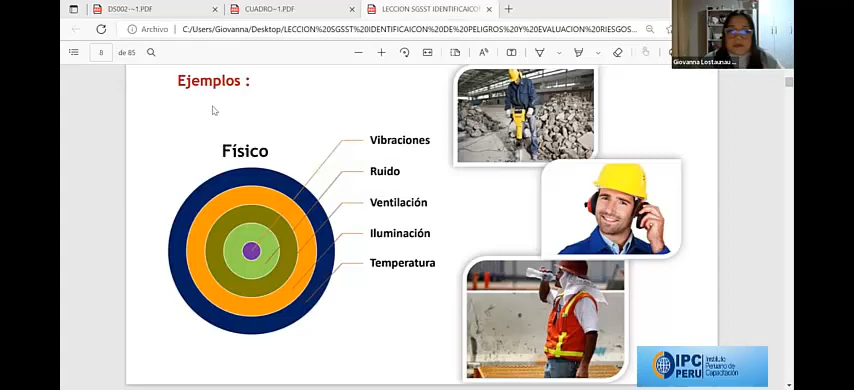 DS002-~1.PDF
CUADRO~1.PDF
LECCION SGSST IDENTIFICAICON D
Archivo
C:/Users/Giovanna/Desktop/LECCION%20SGSST%20IDENTIFICAICON%20DE%20PELIGROS%20Y%20EVALUACION%20RIESGOS...
8
de 85
Giovanna Lostaunau ...
Ejemplos :
Físico
Vibraciones
Ruido
Ventilación
Iluminación
Temperatura
IPC
PERU
Instituto
Peruano de
Capacitación